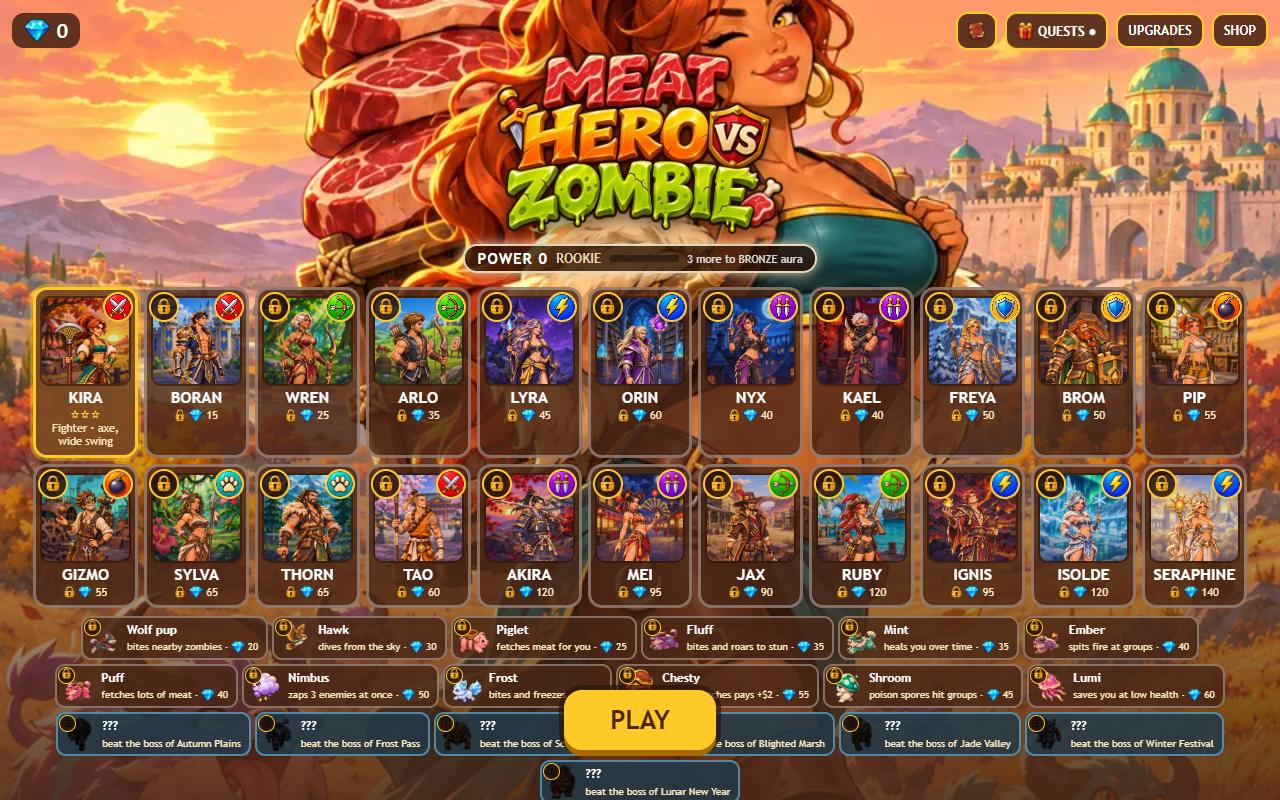 0
QUESTS
UPGRADES
SHOP
MEAT
HERO VS
ZOMBIE
POWER 0 ROOKIE 3 more to BRONZE aura
KIRA
Fighter · axe,
wide swing
BORAN
15
WREN
25
ARLO
35
LYRA
45
ORIN
60
NYX
40
KAEL
40
FREYA
50
BROM
50
PIP
55
GIZMO
55
SYLVA
65
THORN
65
TAO
60
AKIRA
120
MEI
95
JAX
90
RUBY
120
IGNIS
95
ISOLDE
120
SERAPHINE
140
Wolf pup
bites nearby zombies · 20
Hawk
dives from the sky · 30
Piglet
fetches meat for you · 25
Fluff
bites and roars to stun · 35
Mint
heals you over time · 35
Ember
spits fire at groups · 40
Puff
fetches lots of meat · 40
Nimbus
zaps 3 enemies at once · 50
Frost
bites and
Chesty
pays +$2 · 55
Shroom
poison spores hit groups · 45
Lumi
saves you at low health · 60
???
beat the boss of Autumn Plains
???
beat the boss of Frost Pass
???
beat the boss of
boss of Blighted Marsh
???
beat the boss of Jade Valley
???
beat the boss of Winter Festival
PLAY
???
beat the boss of Lunar New Year